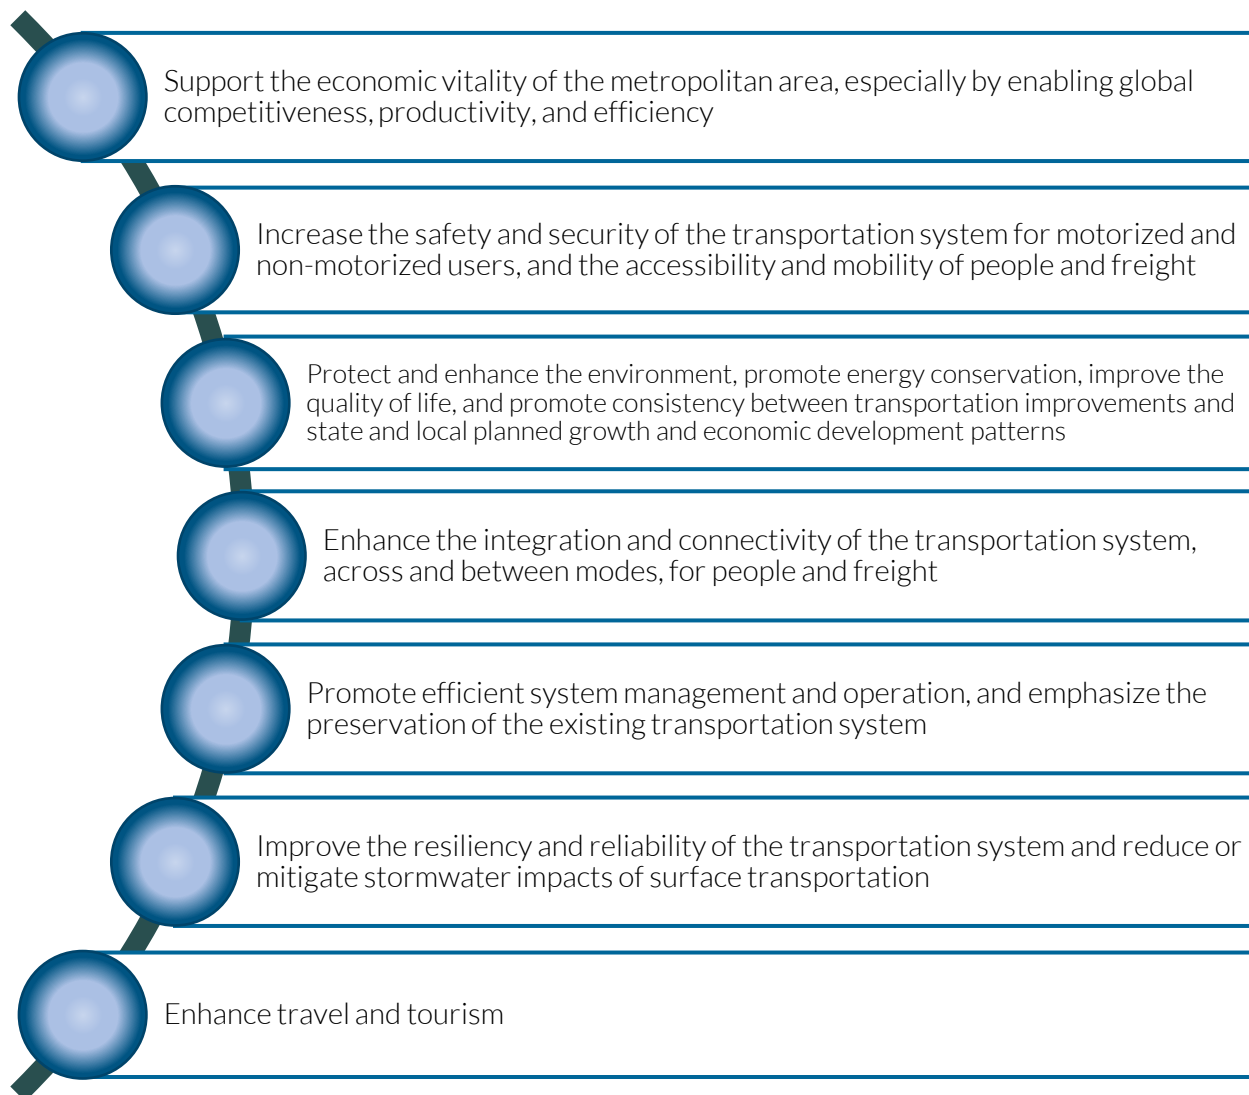 Support the economic vitality of the metropolitan area, especially by enabling global
competitiveness, productivity, and efficiency
Increase the safety and security of the transportation system for motorized and
non-motorized users, and the accessibility and mobility of people and freight
Protect and enhance the environment, promote energy conservation, improve the
quality of life, and promote consistency between transportation improvements and
state and local planned growth and economic development patterns
Enhance the integration and connectivity of the transportation system,
across and between modes, for people and freight
Promote efficient system management and operation, and emphasize the
preservation of the existing transportation system
Improve the resiliency and reliability of the transportation system and reduce or
mitigate stormwater impacts of surface transportation
Enhance travel and tourism